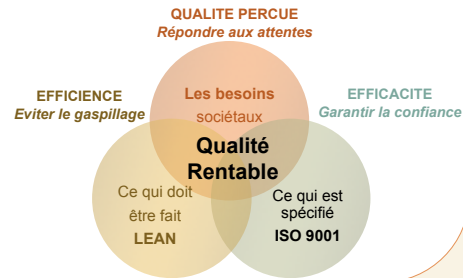 QUALITE PERCUE
Répondre aux attentes
EFFICIENCE
Eviter le gaspillage
EFFICACITE
Garantir la confiance
Les besoins
sociétaux
Qualité
Rentable
Ce qui doit
être fait
LEAN
Ce qui est
spécifié
ISO 9001